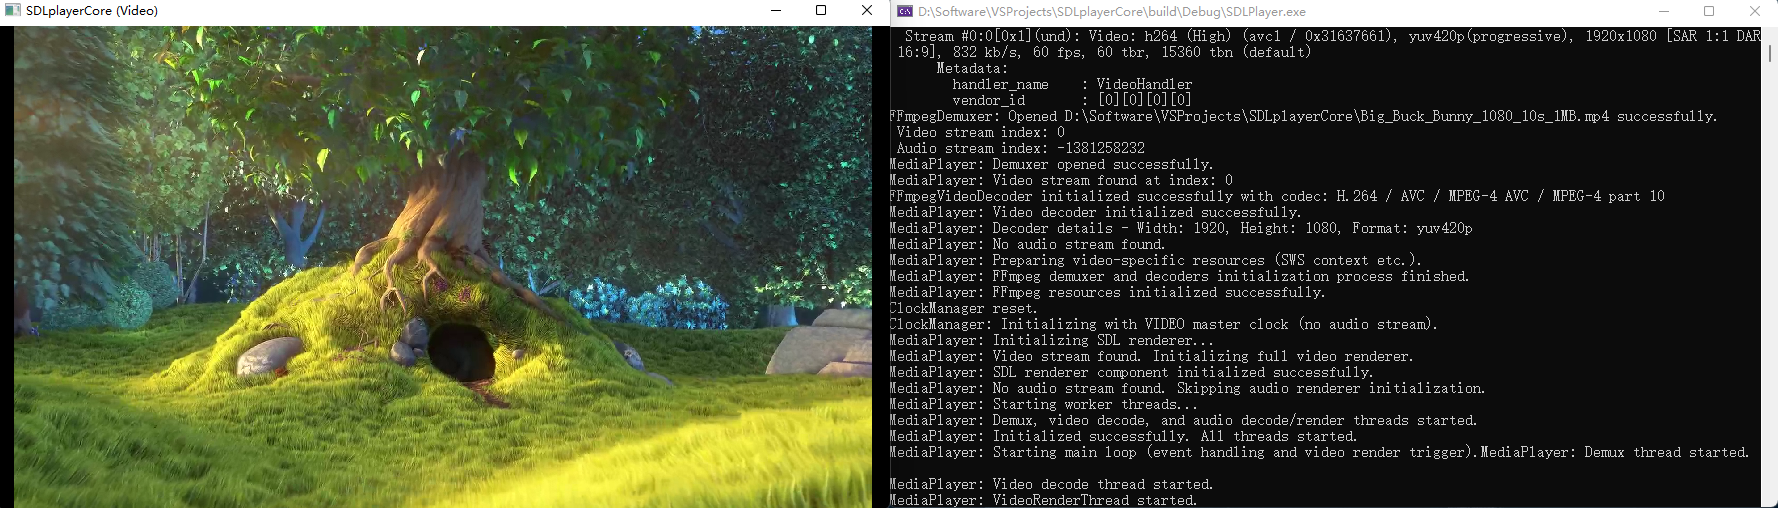 SDLplayerCore (Video)
D:\Software\VSProjects\SDLplayerCore\build\Debug\SDLPlayer.exe
Stream #0:0[0x1](und): Video: h264 (High) (avc1 / 0x31637661), yuv420p(progressive), 1920x1080 [SAR 1:1 DAR
16:9], 832 kb/s, 60 fps, 60 tbr, 15360 tbn (default)
Metadata:
handler_name : VideoHandler
vendor_id : [0][0][0][0]
FFmpegDemuxer: Opened D:\Software\VSProjects\SDLplayerCore\Big_Buck_Bunny_1080_10s_1MB.mp4 successfully.
Video stream index: 0
Audio stream index: -1381258232
MediaPlayer: Demuxer opened successfully.
MediaPlayer: Video stream found at index: 0
FFmpegVideoDecoder initialized successfully with codec: H.264 / AVC / MPEG-4 AVC / MPEG-4 part 10
MediaPlayer: Video decoder initialized successfully.
MediaPlayer: Decoder details - Width: 1920, Height: 1080, Format: yuv420p
MediaPlayer: No audio stream found.
MediaPlayer: Preparing video-specific resources (SWS context etc.).
MediaPlayer: FFmpeg demuxer and decoders initialization process finished.
MediaPlayer: FFmpeg resources initialized successfully.
ClockManager reset.
ClockManager: Initializing with VIDEO master clock (no audio stream).
MediaPlayer: Initializing SDL renderer...
MediaPlayer: Video stream found. Initializing full video renderer.
MediaPlayer: SDL renderer component initialized successfully.
MediaPlayer: No audio stream found. Skipping audio renderer initialization.
MediaPlayer: Starting worker threads...
MediaPlayer: Demux, video decode, and audio decode/render threads started.
MediaPlayer: Initialized successfully. All threads started.
MediaPlayer: Starting main loop (event handling and video render trigger).MediaPlayer: Demux thread started.
MediaPlayer: Video decode thread started.
MediaPlayer: VideoRenderThread started.